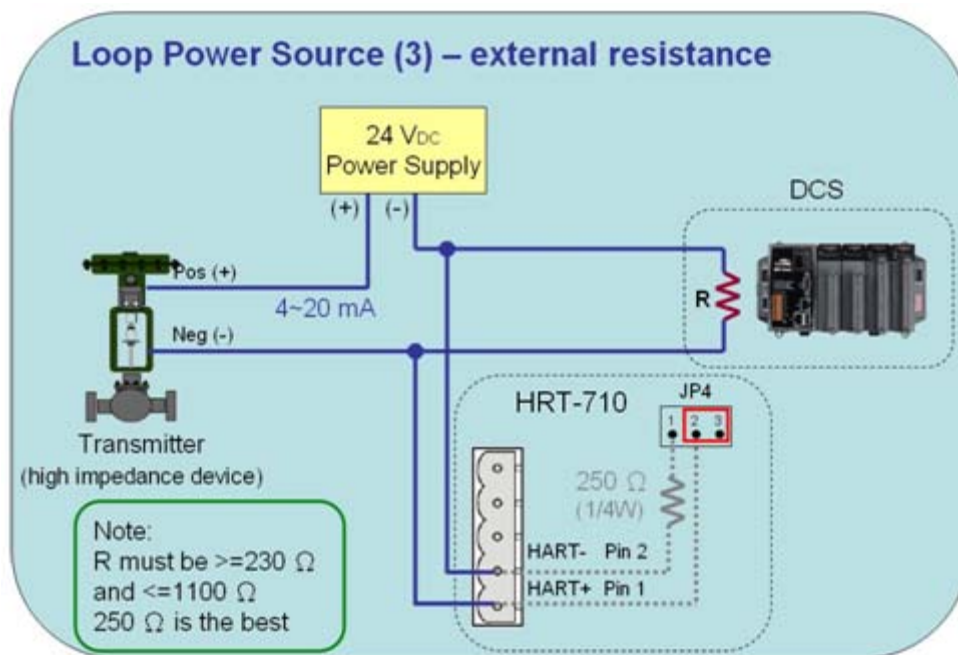 Loop Power Source (3) – external resistance
24 VDC
Power Supply
(+)
(-)
DCS
Pos (+)
4~20 mA
R
Neg (-)
HRT-710
JP4
1
2
3
Transmitter
(high impedance device)
250 Ω
(1/4W)
HART- Pin 2
HART+ Pin 1
Note:
R must be >=230 Ω
and <=1100 Ω
250 Ω is the best